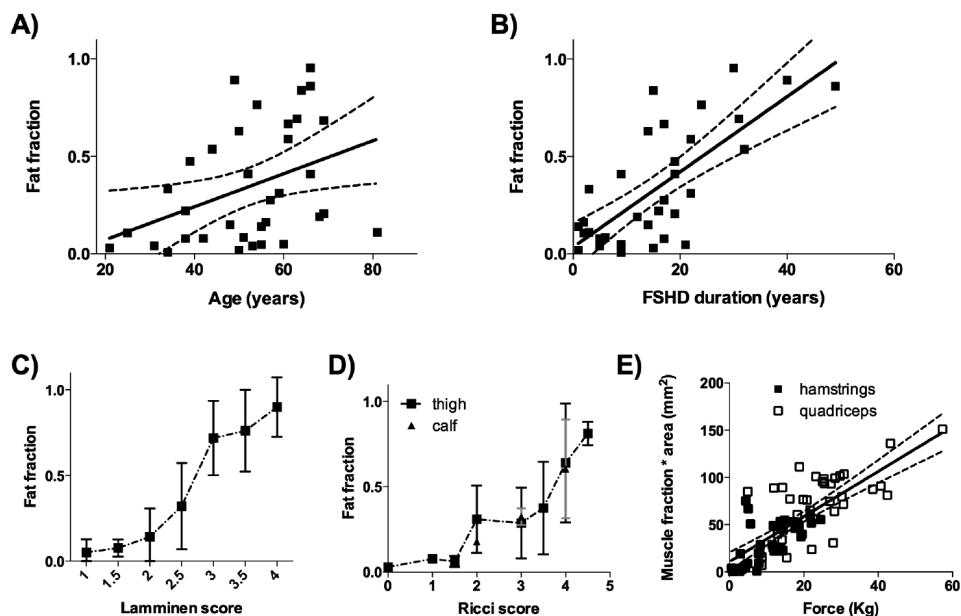 A)
1.0
0.5
0.0
Fat fraction
20
40
60
80
Age (years)
B)
1.0
0.5
0.0
Fat fraction
0
20
40
60
FSHD duration (years)
C)
1.0
0.5
0.0
Fat fraction
1
1.5
2
2.5
3
3.5
4
Lamminen score
D)
1.0
0.5
0.0
Fat fraction
thigh
calf
0
1
2
3
4
5
Ricci score
E)
200
150
100
50
0
Muscle fraction* area (mm²)
hamstrings
quadriceps
0
20
40
60
Force (Kg)